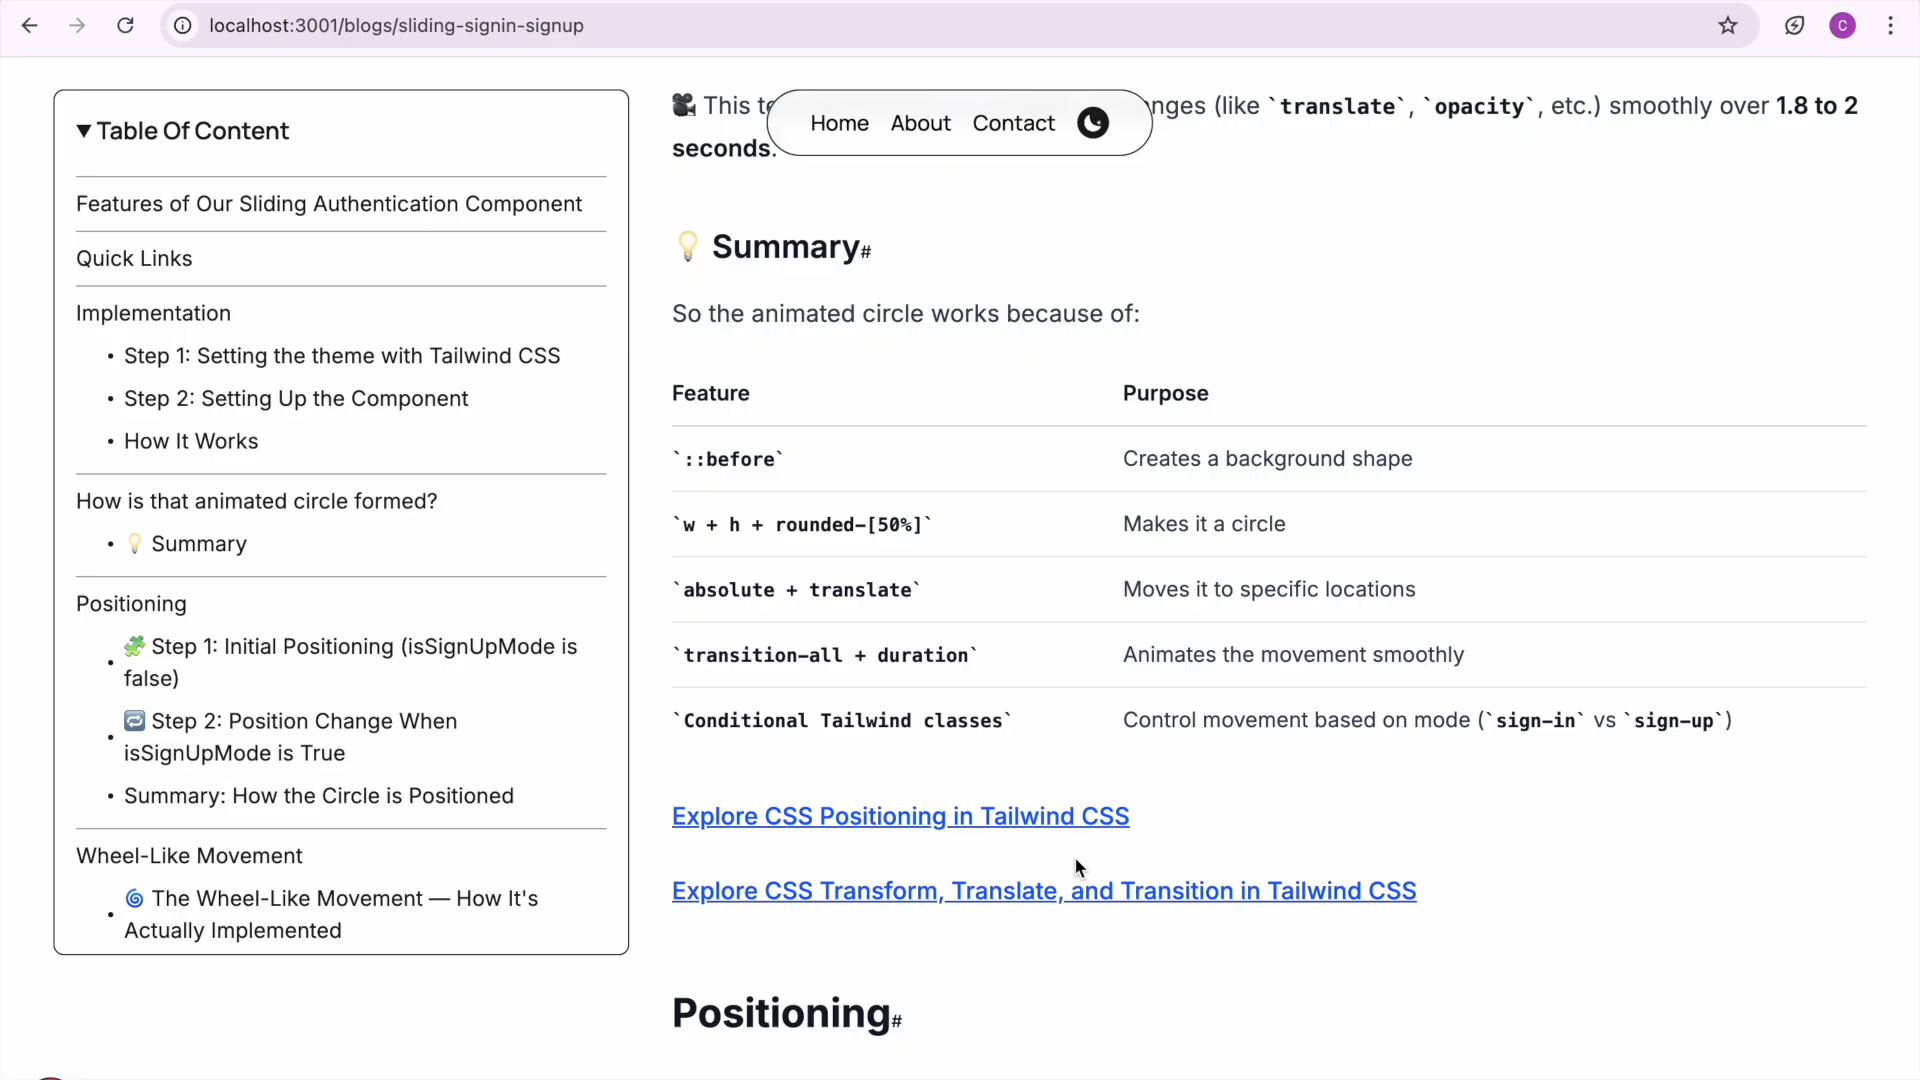 localhost:3001/blogs/sliding-signin-signup
C
Home About Contact
▼ Table Of Content
Features of Our Sliding Authentication Component
Quick Links
Implementation
• Step 1: Setting the theme with Tailwind CSS
• Step 2: Setting Up the Component
• How It Works
How is that animated circle formed?
• 💡 Summary
Positioning
• 🧩 Step 1: Initial Positioning (isSignUpMode is
false)
• 🔁 Step 2: Position Change When
isSignUpMode is True
• Summary: How the Circle is Positioned
Wheel-Like Movement
• 🌀 The Wheel-Like Movement — How It's
Actually Implemented
🎥 This (like `translate`, `opacity`, etc.) smoothly over 1.8 to 2
seconds.
💡 Summary#
So the animated circle works because of:
Feature Purpose
`::before` Creates a background shape
`w + h + rounded-[50%]` Makes it a circle
`absolute + translate` Moves it to specific locations
`transition-all + duration` Animates the movement smoothly
`Conditional Tailwind classes` Control movement based on mode (`sign-in` vs `sign-up`)
Explore CSS Positioning in Tailwind CSS
Explore CSS Transform, Translate, and Transition in Tailwind CSS
Positioning#